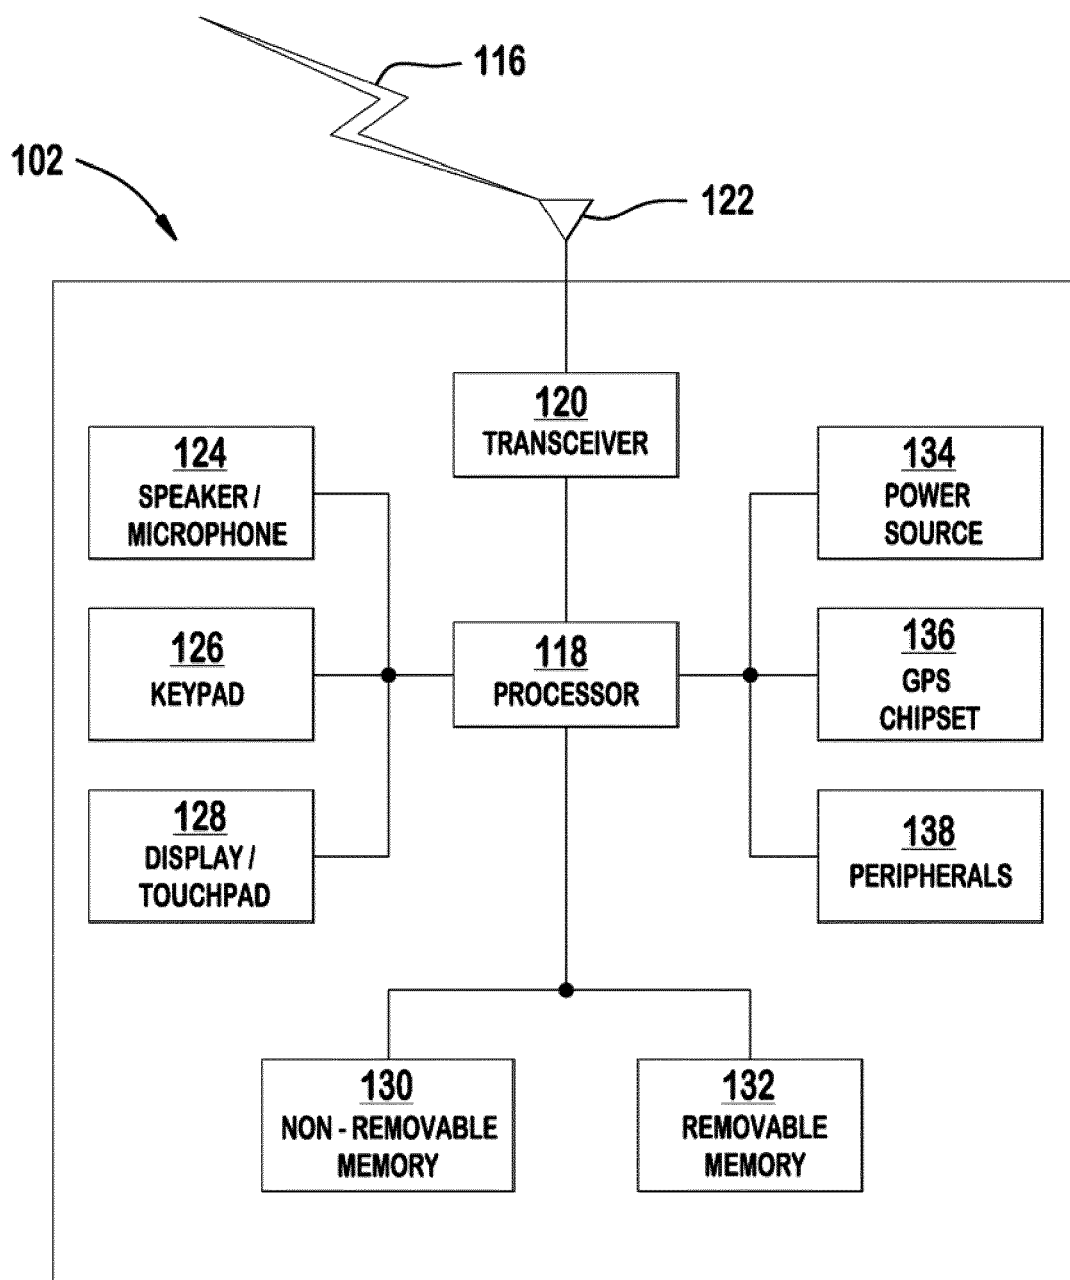 116
102
122
120
TRANSCEIVER
124
SPEAKER /
MICROPHONE
134
POWER
SOURCE
126
KEYPAD
118
PROCESSOR
136
GPS
CHIPSET
128
DISPLAY /
TOUCHPAD
138
PERIPHERALS
130
NON - REMOVABLE
MEMORY
132
REMOVABLE
MEMORY